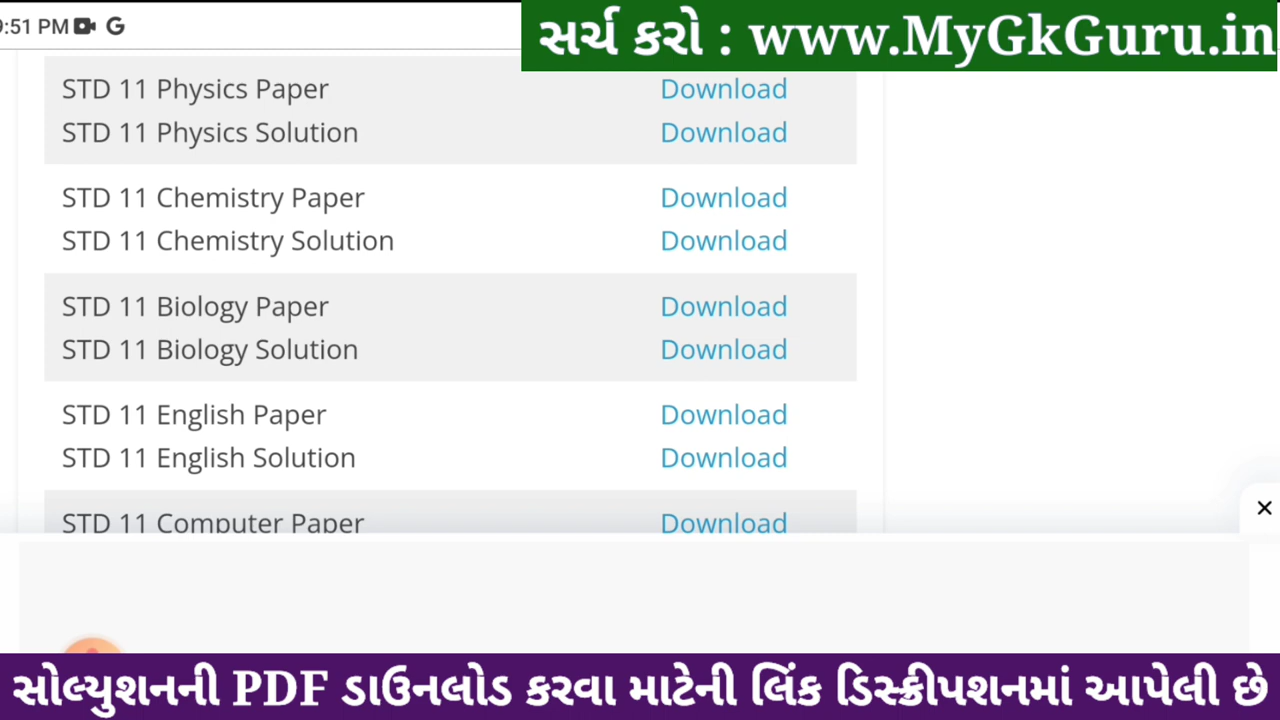 9:51 PM G
સર્ચ કરો : www.MyGkGuru.in
STD 11 Physics Paper Download
STD 11 Physics Solution Download
STD 11 Chemistry Paper Download
STD 11 Chemistry Solution Download
STD 11 Biology Paper Download
STD 11 Biology Solution Download
STD 11 English Paper Download
STD 11 English Solution Download
STD 11 Computer Paper Download
સોલ્યુશનની PDF ડાઉનલોડ કરવા માટેની લિંક ડિસ્ક્રીપશનમાં આપેલી છે